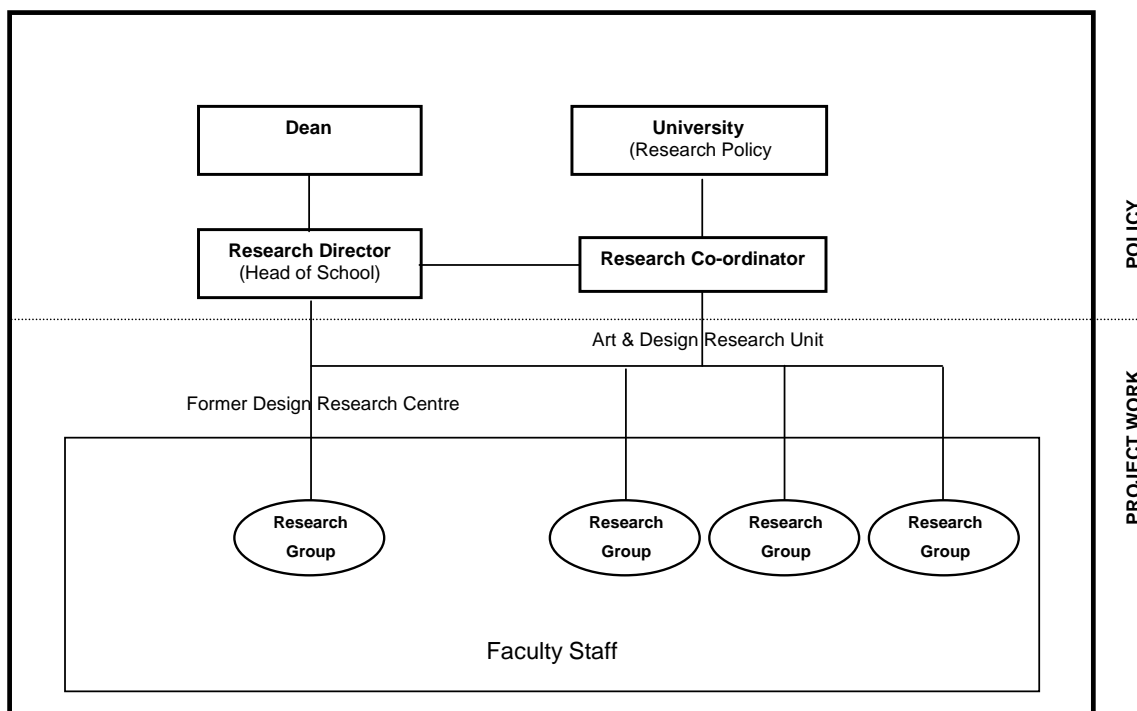 Dean
University
(Research Policy
POLICY
Research Director
(Head of School)
Research Co-ordinator
Art & Design Research Unit
Former Design Research Centre
PROJECT WORK
Research
Group
Research
Group
Research
Group
Research
Group
Faculty Staff